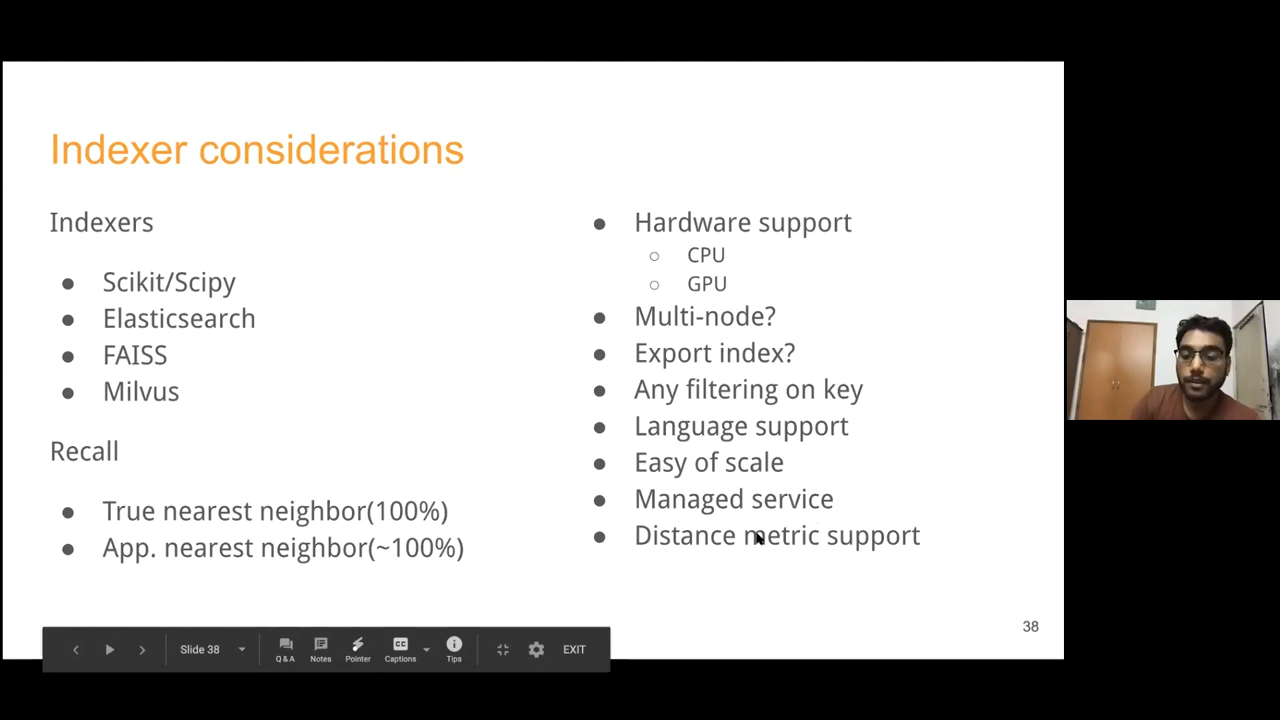 Indexer considerations
Indexers
● Scikit/Scipy
● Elasticsearch
● FAISS
● Milvus
Recall
● True nearest neighbor(100%)
● App. nearest neighbor(~100%)
● Hardware support
○ CPU
○ GPU
● Multi-node?
● Export index?
● Any filtering on key
● Language support
● Easy of scale
● Managed service
● Distance metric support
38
Slide 38
Q & A
Notes
Pointer
CC
Captions
Tips
EXIT